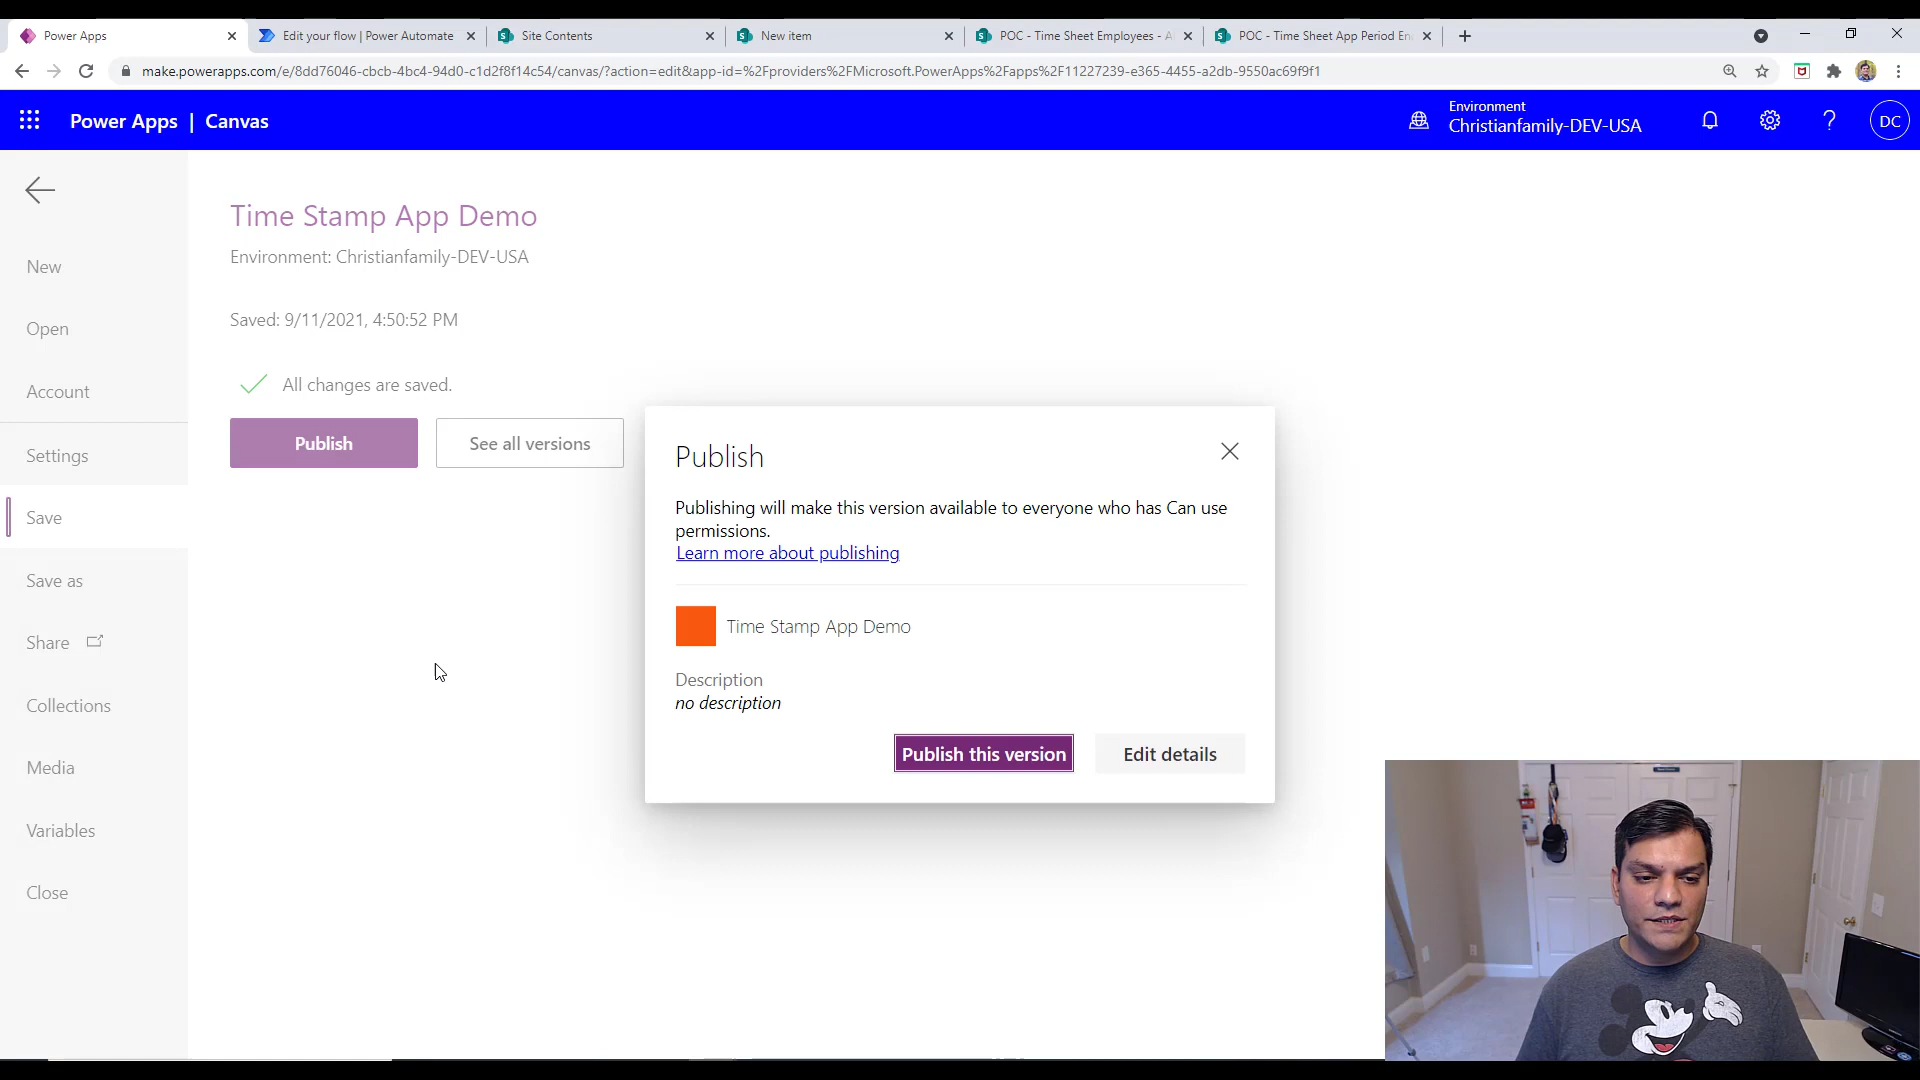 Power Apps
Edit your flow | Power Automate
Site Contents
New item
POC - Time Sheet Employees - A
POC - Time Sheet App Period En
make.powerapps.com/e/8dd76046-cbcb-4bc4-94d0-c1d2f8f14c54/canvas/?action=edit&app-id=%2Fproviders%2FMicrosoft.PowerApps%2Fapps%2F11227239-e365-4455-a2db-9550ac69f9f1
Power Apps | Canvas
Environment
Christianfamily-DEV-USA
?
DC
New
Open
Account
Settings
Save
Save as
Share
Collections
Media
Variables
Close
Time Stamp App Demo
Environment: Christianfamily-DEV-USA
Saved: 9/11/2021, 4:50:52 PM
All changes are saved.
Publish
See all versions
Publish
Publishing will make this version available to everyone who has Can use
permissions.
Learn more about publishing
Time Stamp App Demo
Description
no description
Publish this version
Edit details